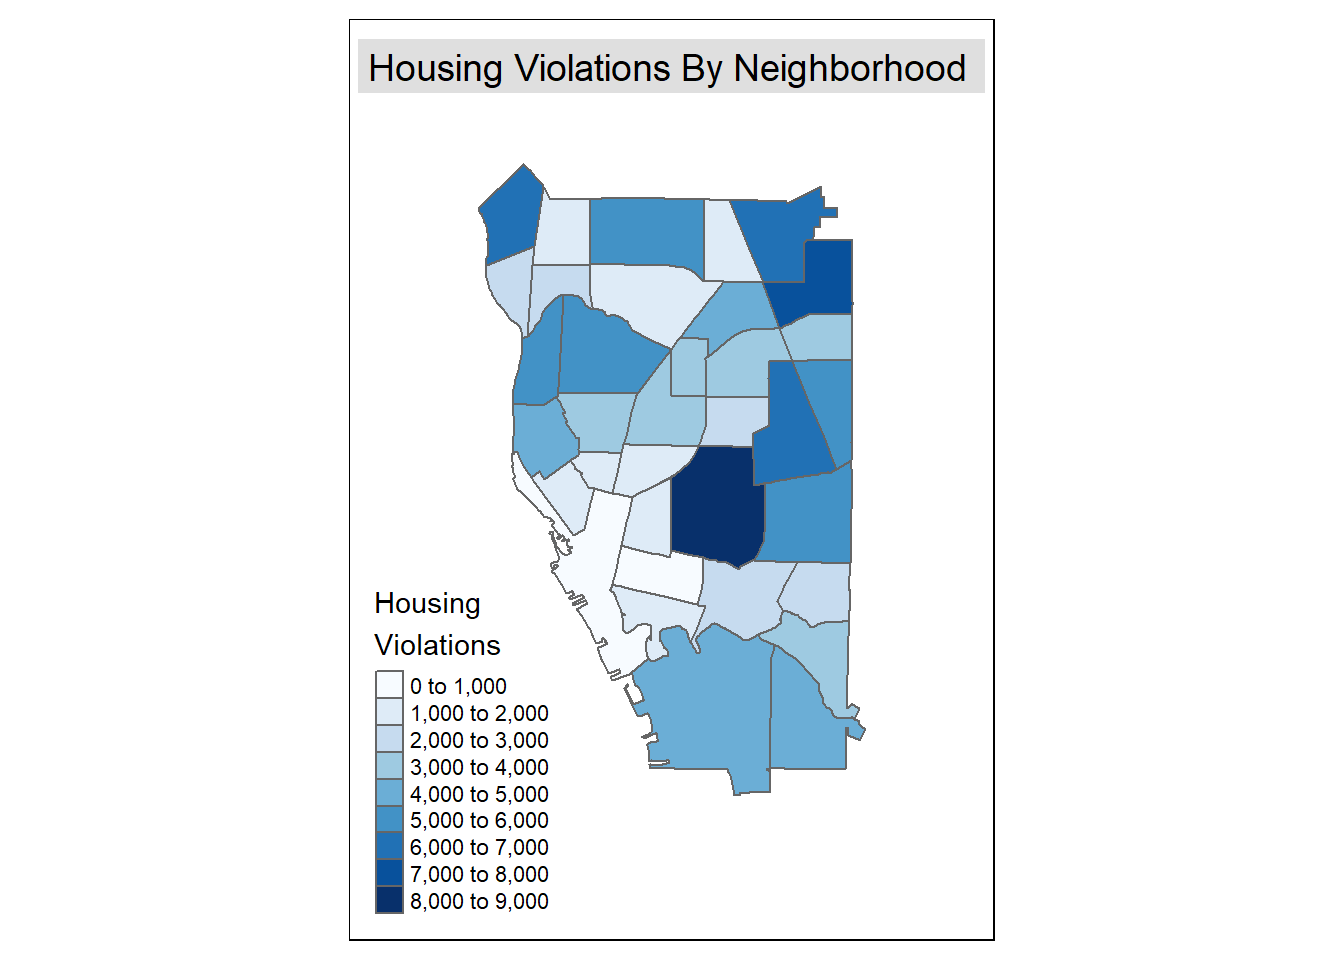 Housing Violations By Neighborhood
Housing
Violations
0 to 1,000
1,000 to 2,000
2,000 to 3,000
3,000 to 4,000
4,000 to 5,000
5,000 to 6,000
6,000 to 7,000
7,000 to 8,000
8,000 to 9,000